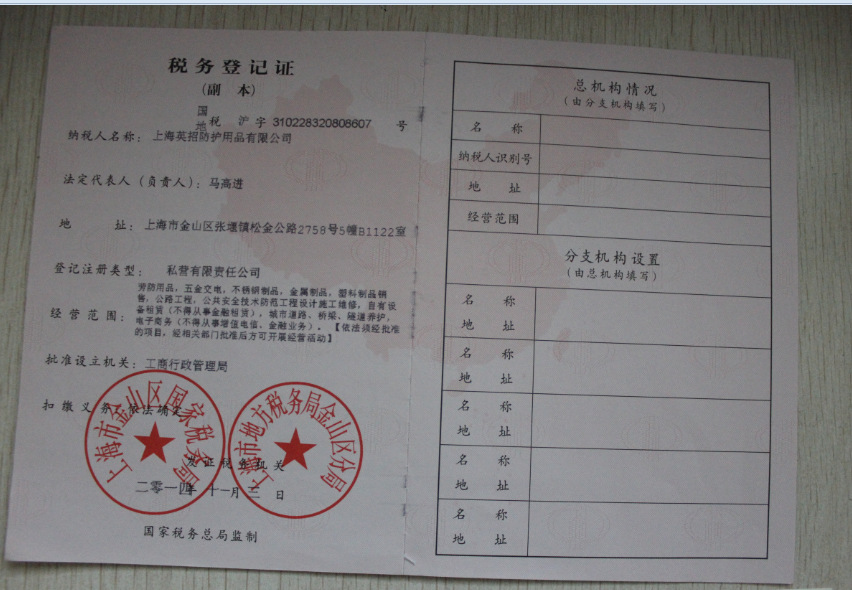 税务登记证
(副 本)
国
地 税 沪 字 310228320808607 号
纳税人名称： 上海英招防护用品有限公司
法定代表人（负责人）： 马高进
地 址： 上海市金山区张堰镇松金公路2758号5幢B1122室
登记注册类型： 私营有限责任公司
经营范围：
劳防用品，五金交电，不锈钢制品，金属制品，塑料制品销
售，公路工程，公共安全技术防范工程设计施工维修，自有设
备租赁（不得从事金融租赁），城市道路、桥梁、隧道养护，
电子商务（不得从事增值电信、金融业务）。【依法须经批准
的项目，经相关部门批准后方可开展经营活动】
批准设立机关： 工商行政管理局
扣缴义务： 依法确定
上海市金山区国家税务局
上海市地方税务局金山区分局
发证税务机关
二零一四年 十一月 三 日
国家税务总局监制
总机构情况
(由分支机构填写)
名 称
纳税人识别号
地 址
经营范围
分支机构设置
(由总机构填写)
名 称
地 址
名 称
地 址
名 称
地 址
名 称
地 址
名 称
地 址